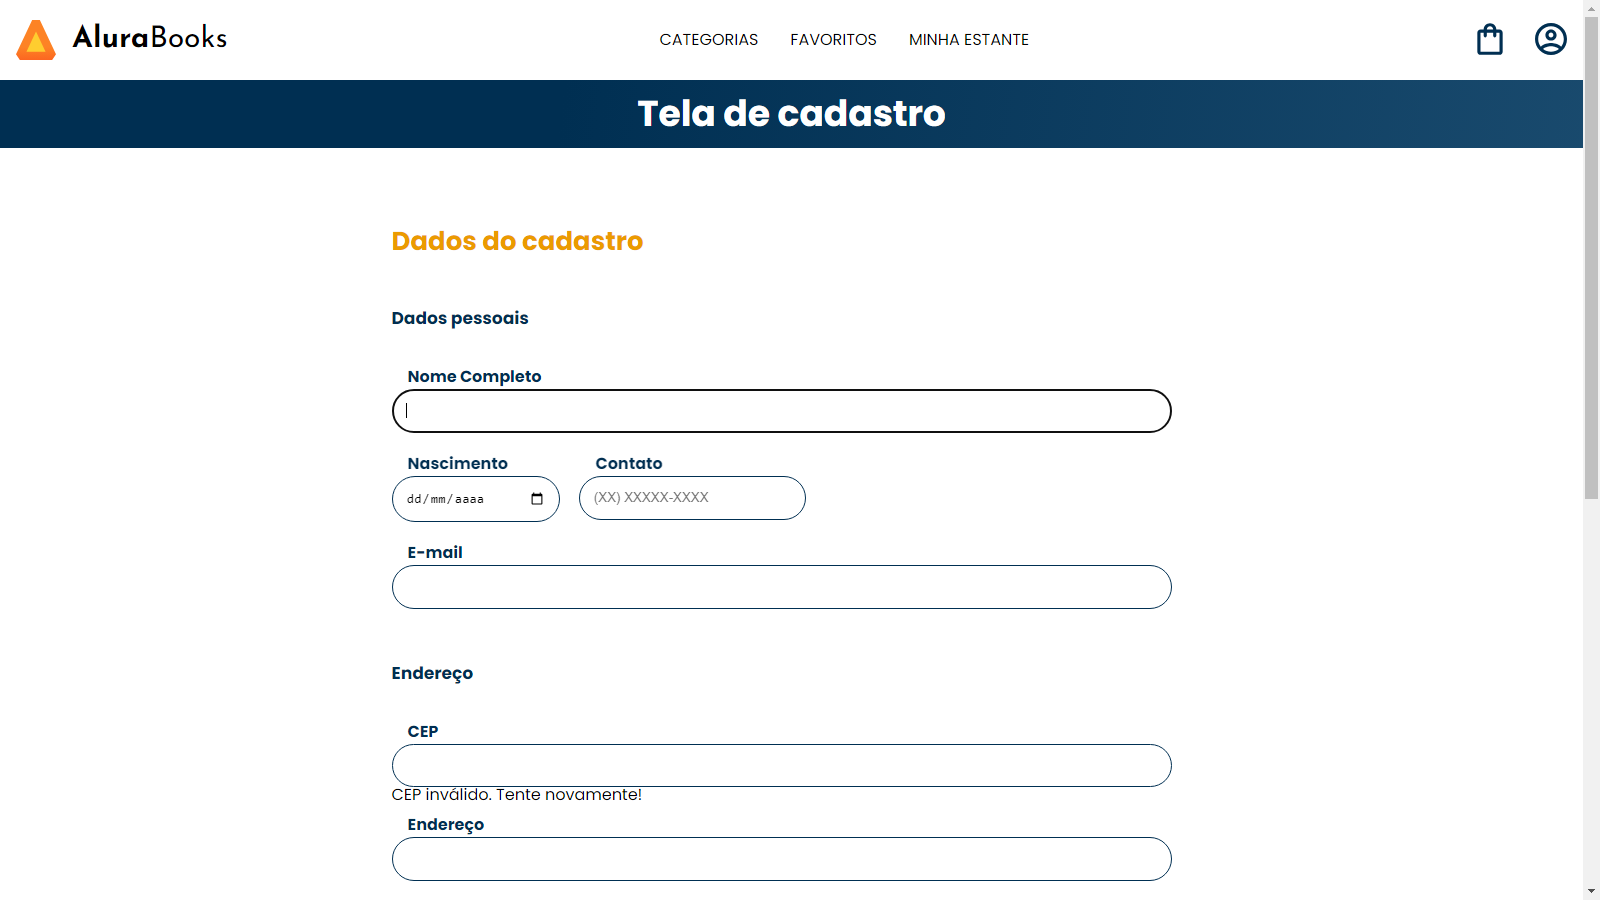 AluraBooks
CATEGORIAS FAVORITOS MINHA ESTANTE
Tela de cadastro
Dados do cadastro
Dados pessoais
Nome Completo
Nascimento Contato
dd/mm/aaaa (XX) XXXXX-XXXX
E-mail
Endereço
CEP
CEP inválido. Tente novamente!
Endereço